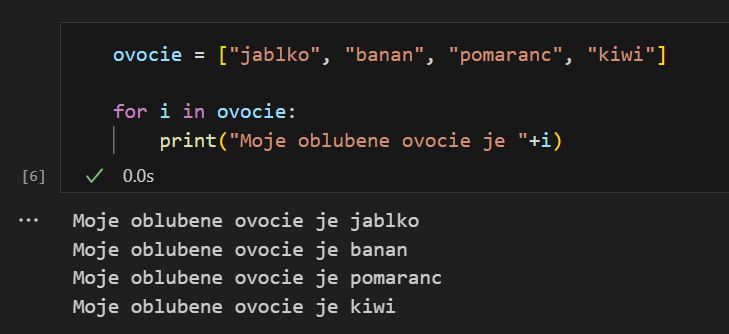 ovocie = ["jablko", "banan", "pomaranc", "kiwi"]
for i in ovocie:
    print("Moje oblubene ovocie je "+i)
[6] ✓ 0.0s
... Moje oblubene ovocie je jablko
Moje oblubene ovocie je banan
Moje oblubene ovocie je pomaranc
Moje oblubene ovocie je kiwi